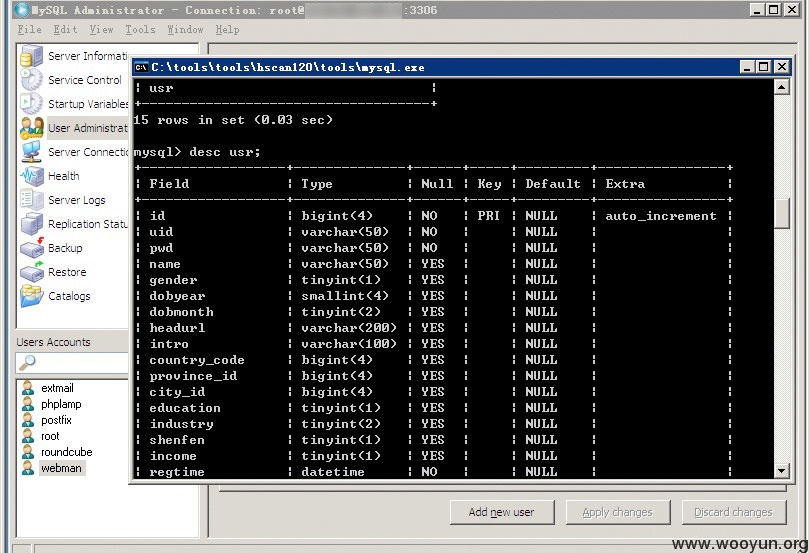 MySQL Administrator - Connection: root@ :3306
File Edit View Tools Window Help
Server Informati
Service Control
Startup Variables
User Administrat
Server Connectio
Health
Server Logs
Replication Statu
Backup
Restore
Catalogs
Users Accounts
extmail
phplamp
postfix
root
roundcube
webman
C:\tools\tools\hscan120\tools\mysql.exe
| usr |
+-----------------------------------+
15 rows in set (0.03 sec)
mysql> desc usr;
| Field | Type | Null | Key | Default | Extra |
| id | bigint(4) | NO | PRI | NULL | auto_increment |
| uid | varchar(50) | NO | | NULL | |
| pwd | varchar(50) | NO | | NULL | |
| name | varchar(50) | YES | | NULL | |
| gender | tinyint(1) | YES | | NULL | |
| dobyear | smallint(4) | YES | | NULL | |
| dobmonth | tinyint(2) | YES | | NULL | |
| headurl | varchar(200) | YES | | NULL | |
| intro | varchar(100) | YES | | NULL | |
| country_code | bigint(4) | YES | | NULL | |
| province_id | bigint(4) | YES | | NULL | |
| city_id | bigint(4) | YES | | NULL | |
| education | tinyint(1) | YES | | NULL | |
| industry | tinyint(2) | YES | | NULL | |
| shenfen | tinyint(1) | YES | | NULL | |
| income | tinyint(1) | YES | | NULL | |
| regtime | datetime | NO | | NULL | |
Add new user Apply changes Discard changes
www.wooyun.org